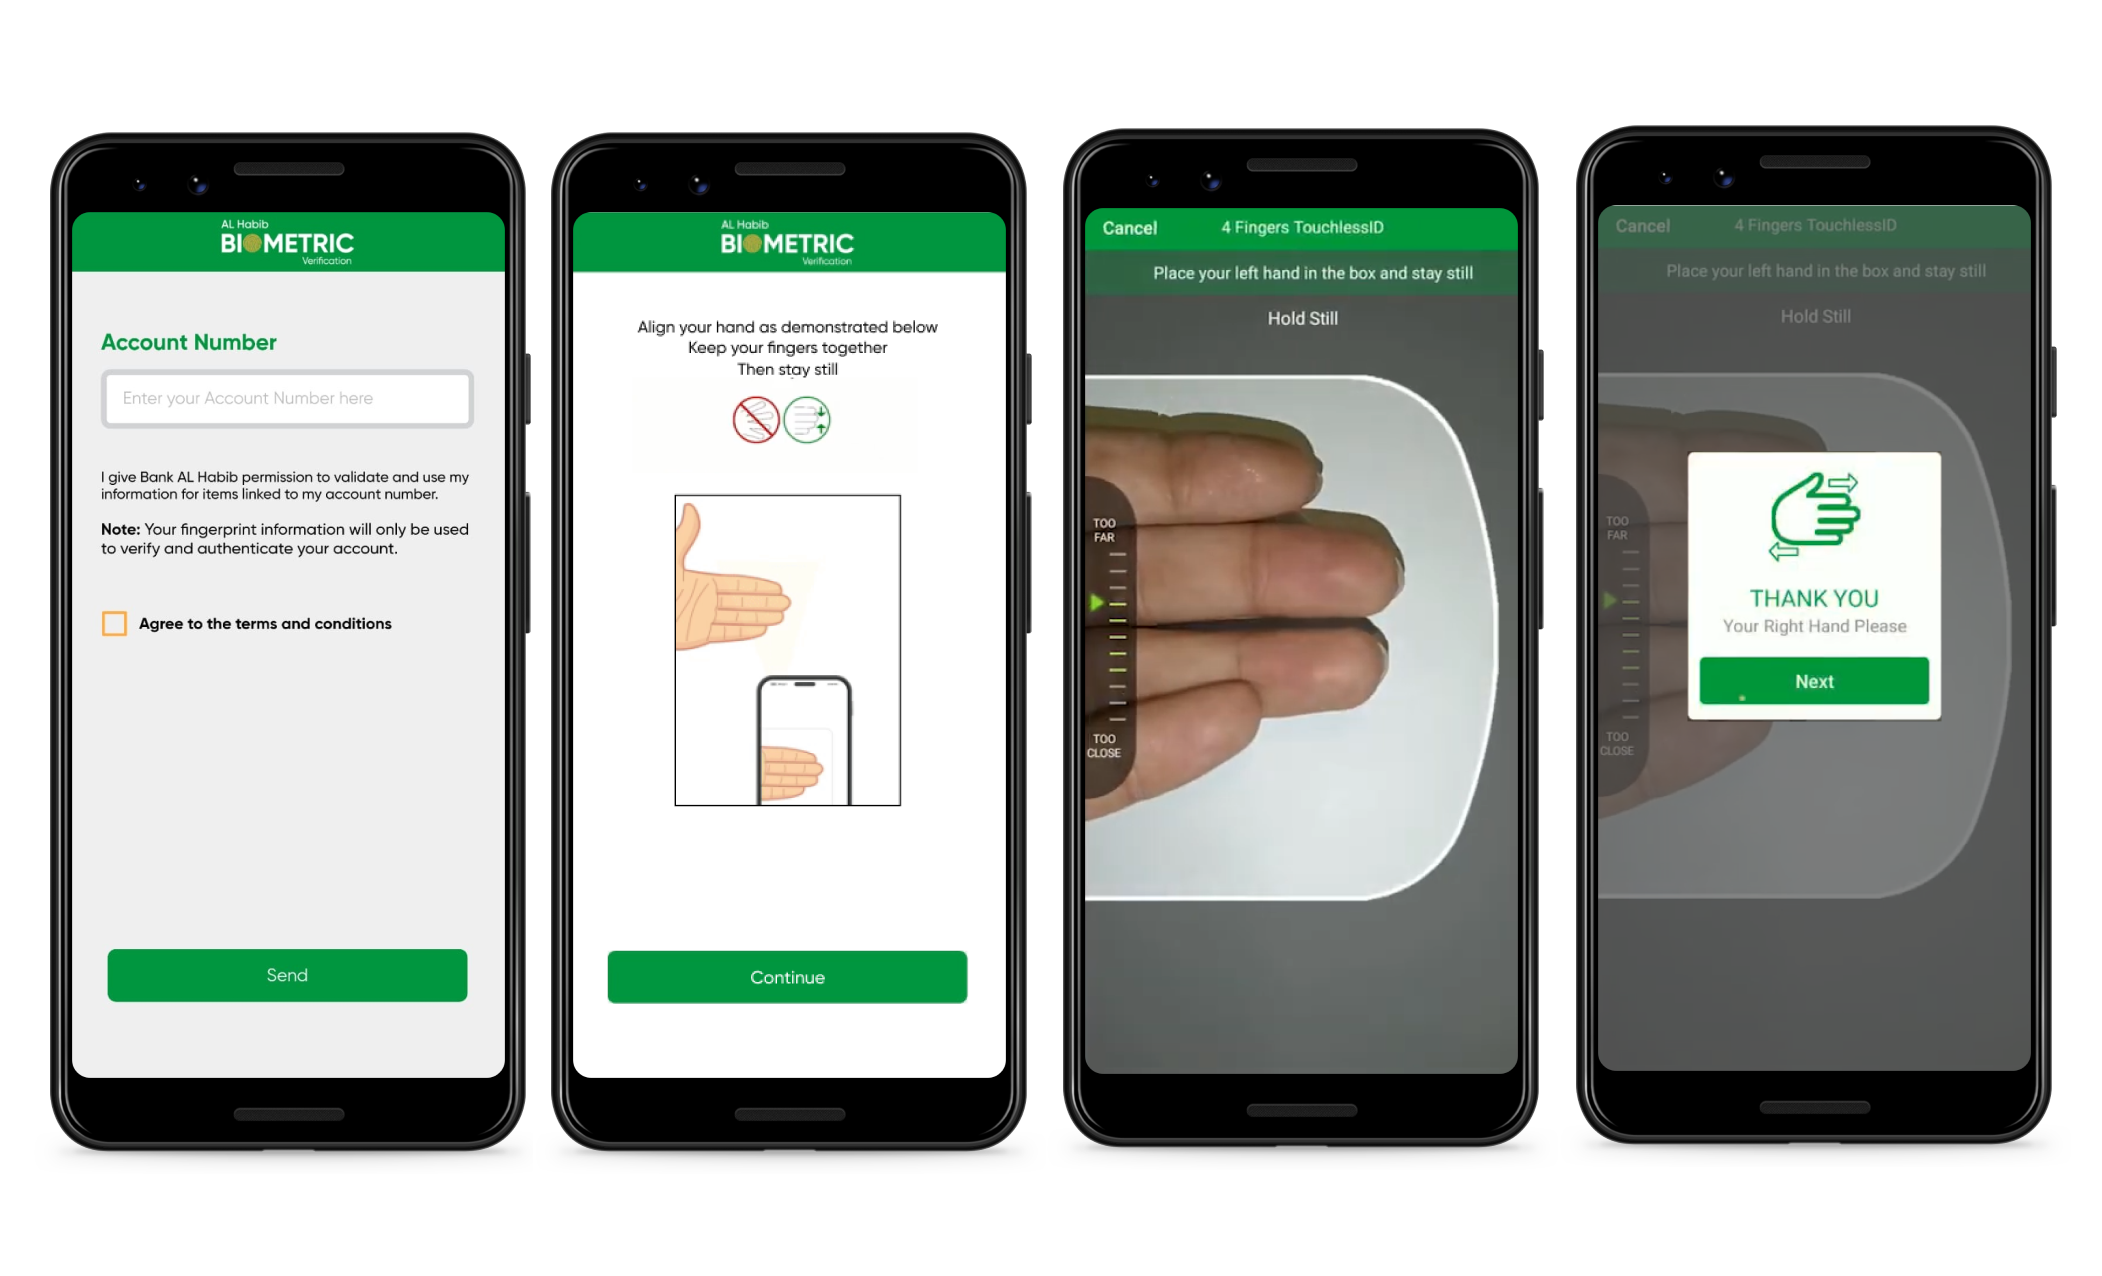 AL Habib
BIOMETRIC
Verification
Account Number
Enter your Account Number here
I give Bank AL Habib permission to validate and use my
information for items linked to my account number.
Note: Your fingerprint information will only be used
to verify and authenticate your account.
Agree to the terms and conditions
Send
AL Habib
BIOMETRIC
Verification
Align your hand as demonstrated below
Keep your fingers together
Then stay still
Continue
Cancel
4 Fingers TouchlessID
Place your left hand in the box and stay still
Hold Still
TOO
FAR
TOO
CLOSE
Cancel
4 Fingers TouchlessID
Place your left hand in the box and stay still
Hold Still
TOO
FAR
TOO
CLOSE
THANK YOU
Your Right Hand Please
Next